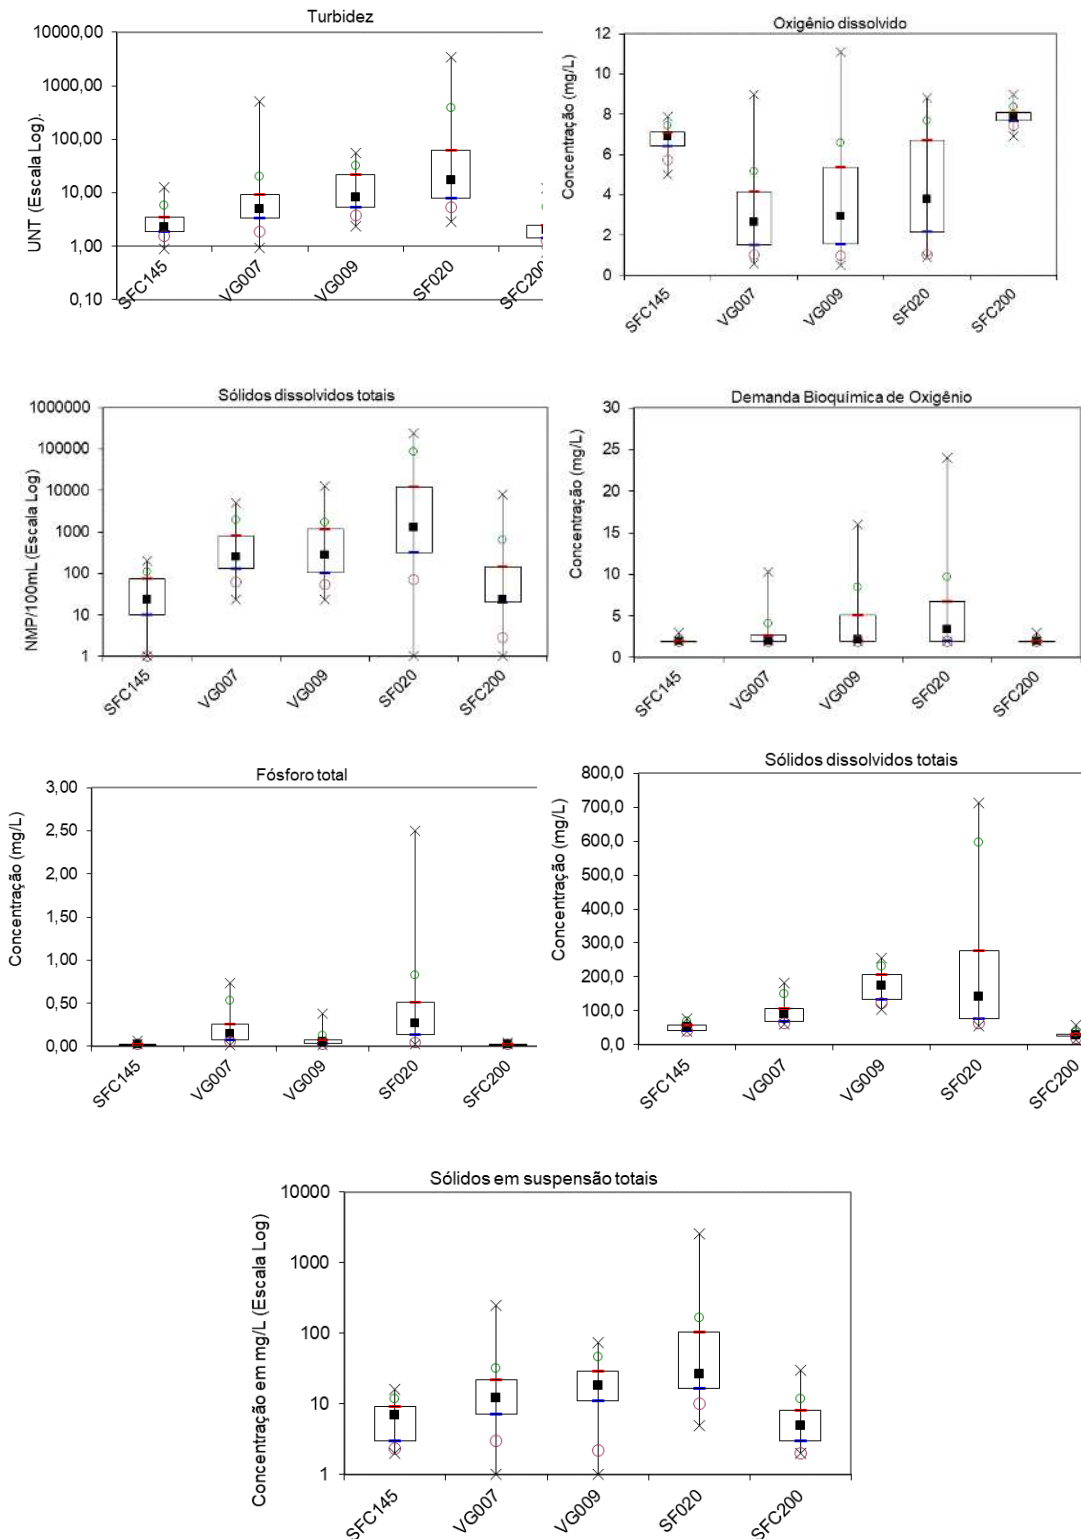 Turbidez
UNT (Escala Log).
10000,00
1000,00
100,00
10,00
1,00
0,10
SFC145
VG007
VG009
SF020
SFC200
Oxigênio dissolvido
Concentração (mg/L)
12
10
8
6
4
2
0
SFC145
VG007
VG009
SF020
SFC200
Sólidos dissolvidos totais
NMP/100mL (Escala Log)
1000000
100000
10000
1000
100
10
1
SFC145
VG007
VG009
SF020
SFC200
Demanda Bioquímica de Oxigênio
Concentração (mg/L)
30
25
20
15
10
5
0
SFC145
VG007
VG009
SF020
SFC200
Fósforo total
Concentração (mg/L)
3,00
2,50
2,00
1,50
1,00
0,50
0,00
SFC145
VG007
VG009
SF020
SFC200
Sólidos dissolvidos totais
Concentração (mg/L)
800,0
700,0
600,0
500,0
400,0
300,0
200,0
100,0
0,0
SFC145
VG007
VG009
SF020
SFC200
Sólidos em suspensão totais
Concentração em mg/L (Escala Log)
10000
1000
100
10
1
SFC145
VG007
VG009
SF020
SFC200